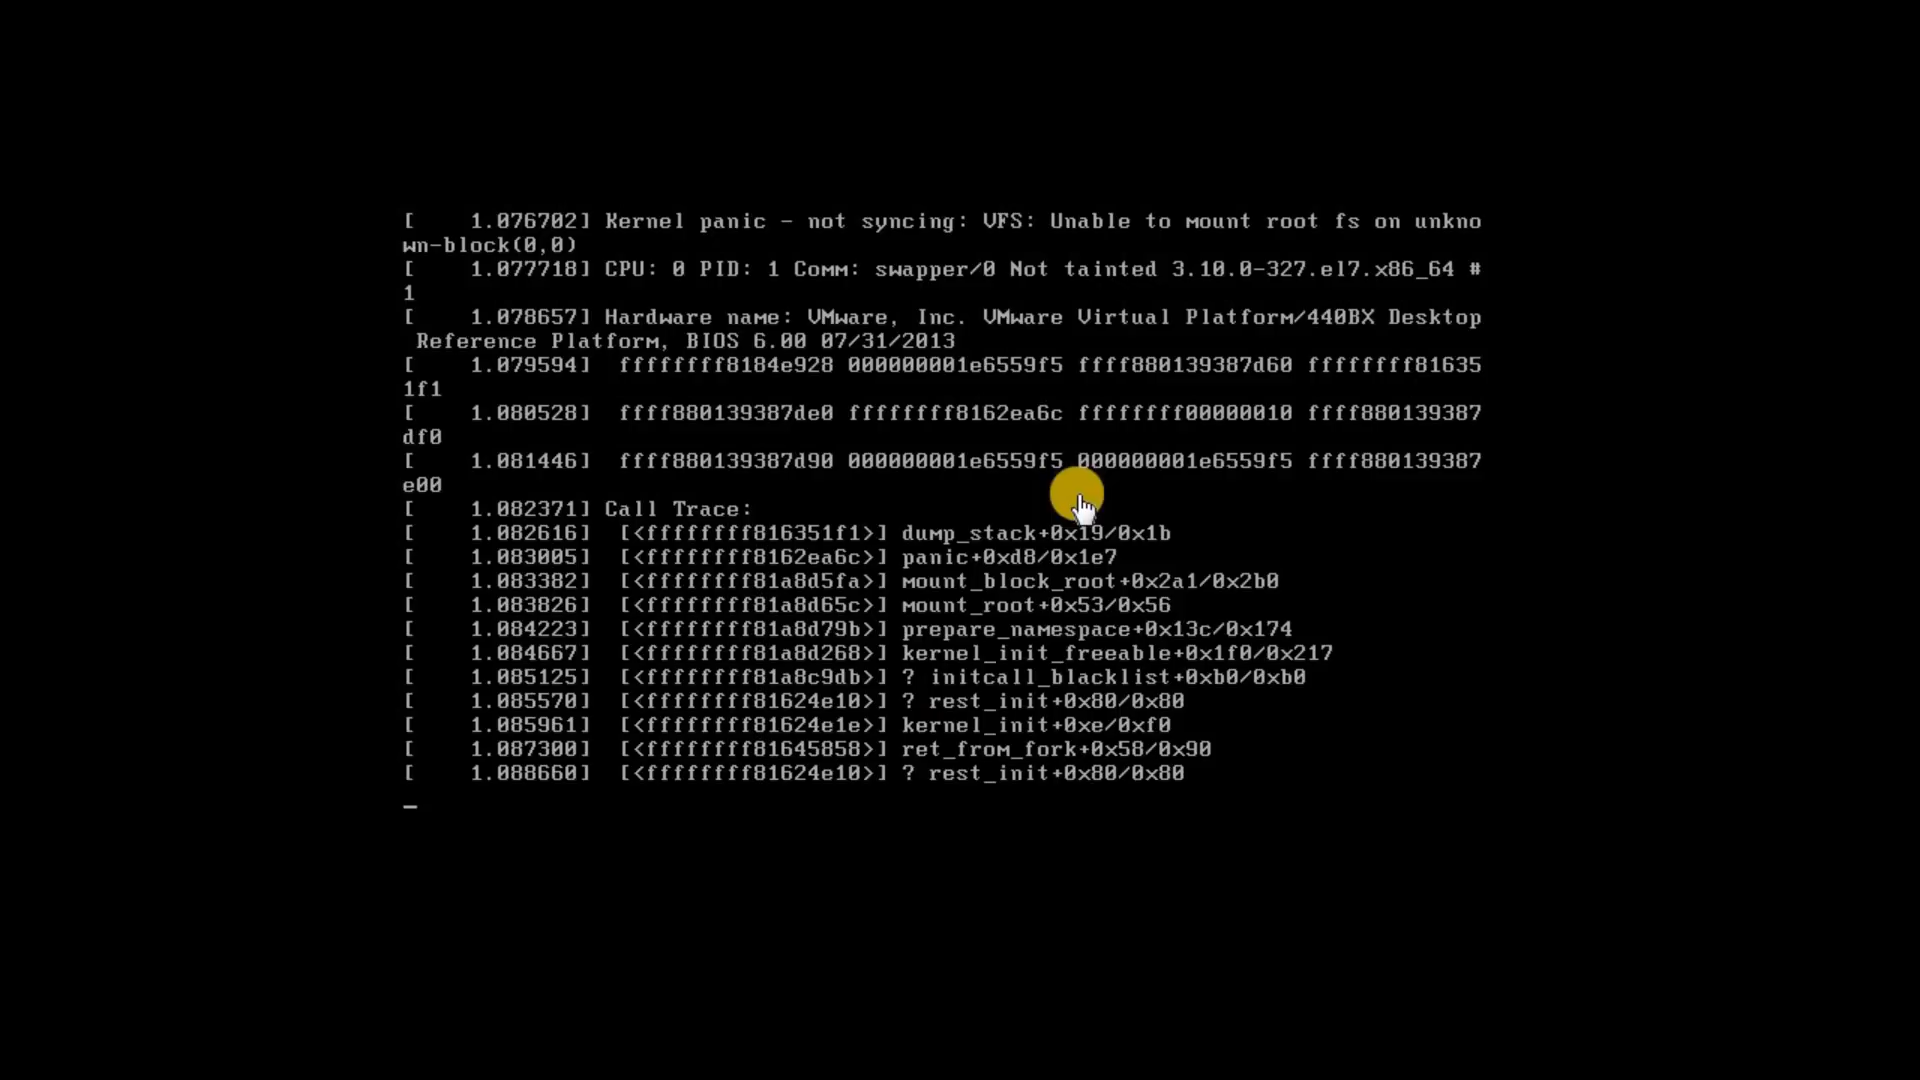 [    1.076702] Kernel panic - not syncing: VFS: Unable to mount root fs on unkno
wn-block(0,0)
[    1.077718] CPU: 0 PID: 1 Comm: swapper/0 Not tainted 3.10.0-327.el7.x86_64 #
1
[    1.078657] Hardware name: VMware, Inc. VMware Virtual Platform/440BX Desktop
 Reference Platform, BIOS 6.00 07/31/2013
[    1.079594]  ffffffff8184e928 000000001e6559f5 ffff880139387d60 ffffffff81635
1f1
[    1.080528]  ffff880139387de0 ffffffff8162ea6c ffffffff00000010 ffff880139387
df0
[    1.081446]  ffff880139387d90 000000001e6559f5 000000001e6559f5 ffff880139387
e00
[    1.082371] Call Trace:
[    1.082616]  [<ffffffff816351f1>] dump_stack+0x19/0x1b
[    1.083005]  [<ffffffff8162ea6c>] panic+0xd8/0x1e7
[    1.083382]  [<ffffffff81a8d5fa>] mount_block_root+0x2a1/0x2b0
[    1.083826]  [<ffffffff81a8d65c>] mount_root+0x53/0x56
[    1.084223]  [<ffffffff81a8d79b>] prepare_namespace+0x13c/0x174
[    1.084667]  [<ffffffff81a8d268>] kernel_init_freeable+0x1f0/0x217
[    1.085125]  [<ffffffff81a8c9db>] ? initcall_blacklist+0xb0/0xb0
[    1.085570]  [<ffffffff81624e10>] ? rest_init+0x80/0x80
[    1.085961]  [<ffffffff81624e1e>] kernel_init+0xe/0xf0
[    1.087300]  [<ffffffff81645858>] ret_from_fork+0x58/0x90
[    1.088660]  [<ffffffff81624e10>] ? rest_init+0x80/0x80